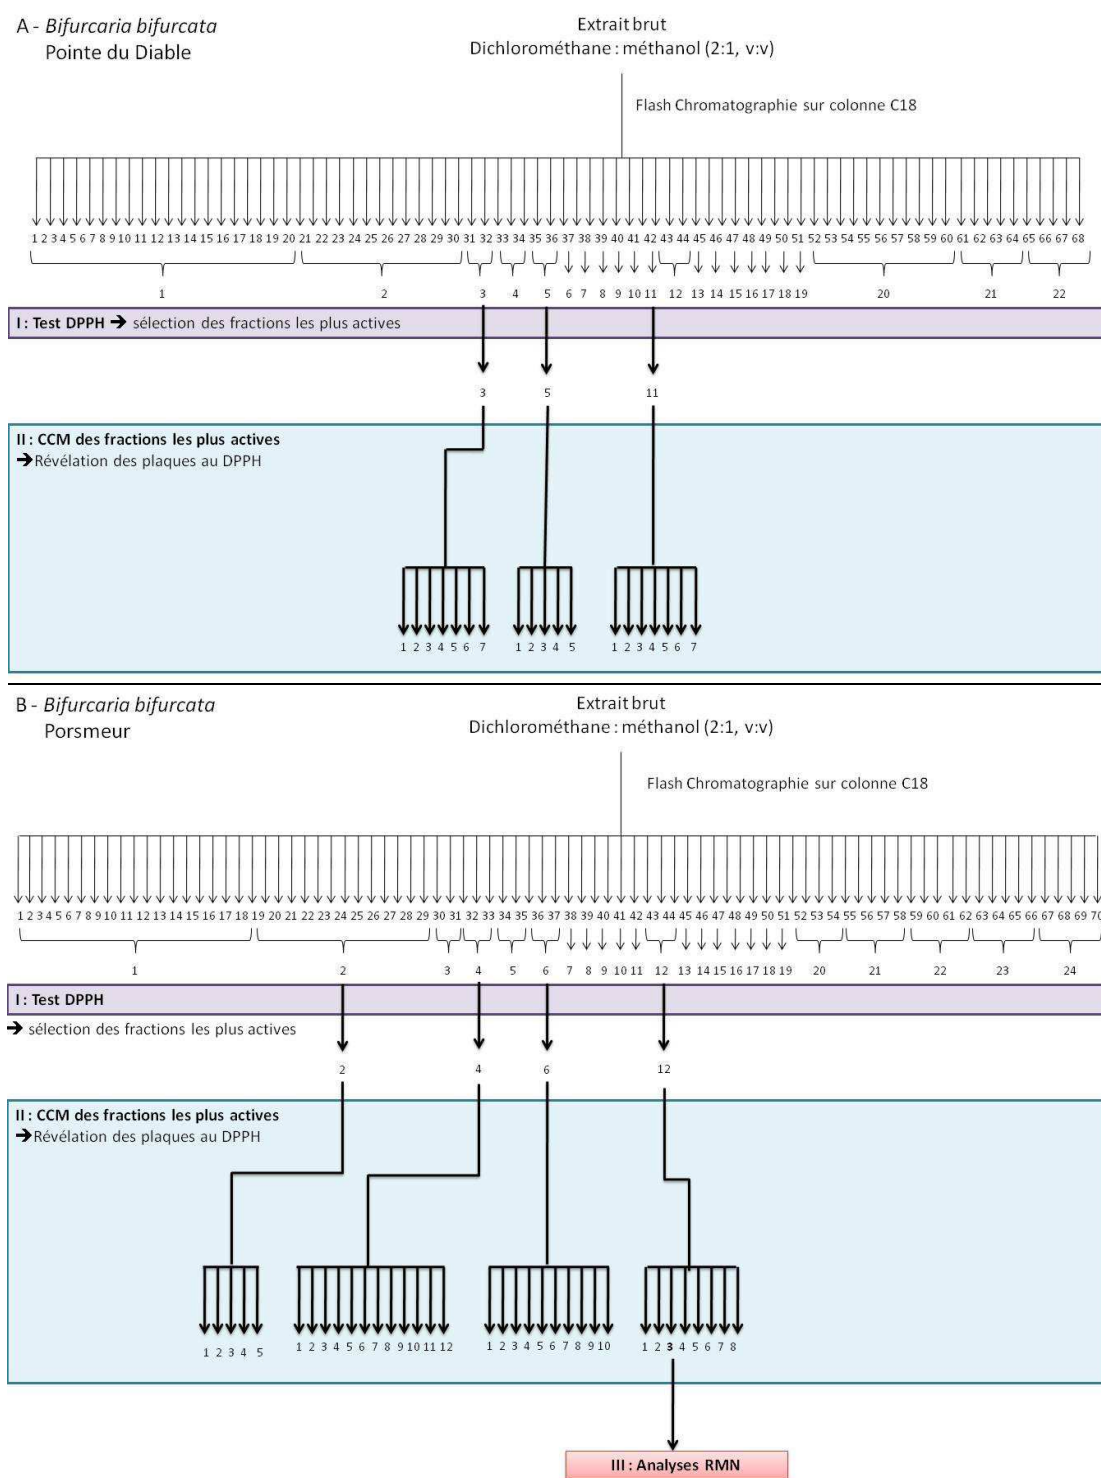 A - Bifurcaria bifurcata
Pointe du Diable
Extrait brut
Dichlorométhane : méthanol (2:1, v:v)
Flash Chromatographie sur colonne C18
1 2 3 4 5 6 7 8 9 10 11 12 13 14 15 16 17 18 19 20 21 22 23 24 25 26 27 28 29 30 31 32 33 34 35 36 37 38 39 40 41 42 43 44 45 46 47 48 49 50 51 52 53 54 55 56 57 58 59 60 61 62 63 64 65 66 67 68
1 2 3 4 5 6 7 8 9 10 11 12 13 14 15 16 17 18 19 20 21 22
I : Test DPPH ➔ sélection des fractions les plus actives
3 5 11
II : CCM des fractions les plus actives
➔Révélation des plaques au DPPH
1 2 3 4 5 6 7 1 2 3 4 5 1 2 3 4 5 6 7
B - Bifurcaria bifurcata
Porsmeur
Extrait brut
Dichlorométhane : méthanol (2:1, v:v)
Flash Chromatographie sur colonne C18
1 2 3 4 5 6 7 8 9 10 11 12 13 14 15 16 17 18 19 20 21 22 23 24 25 26 27 28 29 30 31 32 33 34 35 36 37 38 39 40 41 42 43 44 45 46 47 48 49 50 51 52 53 54 55 56 57 58 59 60 61 62 63 64 65 66 67 68 69 70
1 2 3 4 5 6 7 8 9 10 11 12 13 14 15 16 17 18 19 20 21 22 23 24
I : Test DPPH
➔ sélection des fractions les plus actives
2 4 6 12
II : CCM des fractions les plus actives
➔Révélation des plaques au DPPH
1 2 3 4 5 1 2 3 4 5 6 7 8 9 10 11 12 1 2 3 4 5 6 7 8 9 10 1 2 3 4 5 6 7 8
III : Analyses RMN